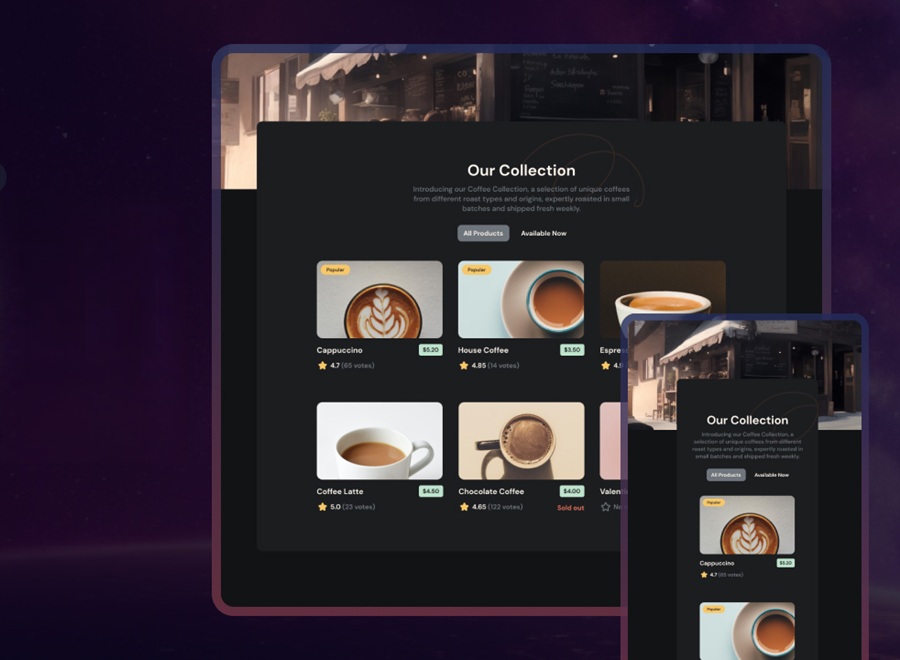 Our Collection
Introducing our Coffee Collection, a selection of unique coffees
from different roast types and origins, expertly roasted in small
batches and shipped fresh weekly.
All Products Available Now
Popular Popular
Cappuccino $5.20 House Coffee $3.50 Espres
4.7 (65 votes) 4.85 (14 votes) 4.9
Coffee Latte $4.50 Chocolate Coffee $4.00 Valen
5.0 (23 votes) 4.65 (122 votes) Sold out No
Our Collection
Introducing our Coffee Collection, a
selection of unique coffees from different
roast types and origins, expertly roasted in
small batches and shipped fresh weekly.
All Products Available Now
Popular
Cappuccino $5.20
4.7 (65 votes)
Popular